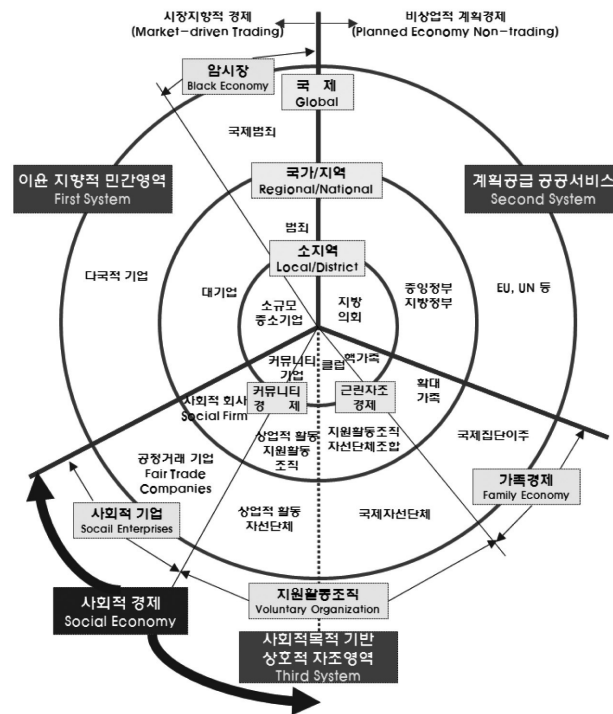 시장지향적 경제
(Market-driven Trading)
비상업적 계획경제
(Planned Economy Non-trading)
암시장
Black Economy
국 제
Global
국제범죄
이윤 지향적 민간영역
First System
국가/지역
Regional/National
계획공급 공공서비스
Second System
범죄
소지역
Local/District
다국적 기업
대기업
소규모
중소기업
지방
의회
중앙정부
지방정부
EU, UN 등
커뮤니티
기업
클럽
핵가족
확대
가족
사회적 회사
Social Firm
커뮤니티
경 제
근린자조
경제
상업적 활동
지원활동
조직
지원활동조직
자선단체조합
국제집단이주
공정거래 기업
Fair Trade
Companies
가족경제
Family Economy
사회적 기업
Socail Enterprises
상업적 활동
자선단체
국제자선단체
사회적 경제
Social Economy
지원활동조직
Voluntary Organization
사회적목적 기반
상호적 자조영역
Third System